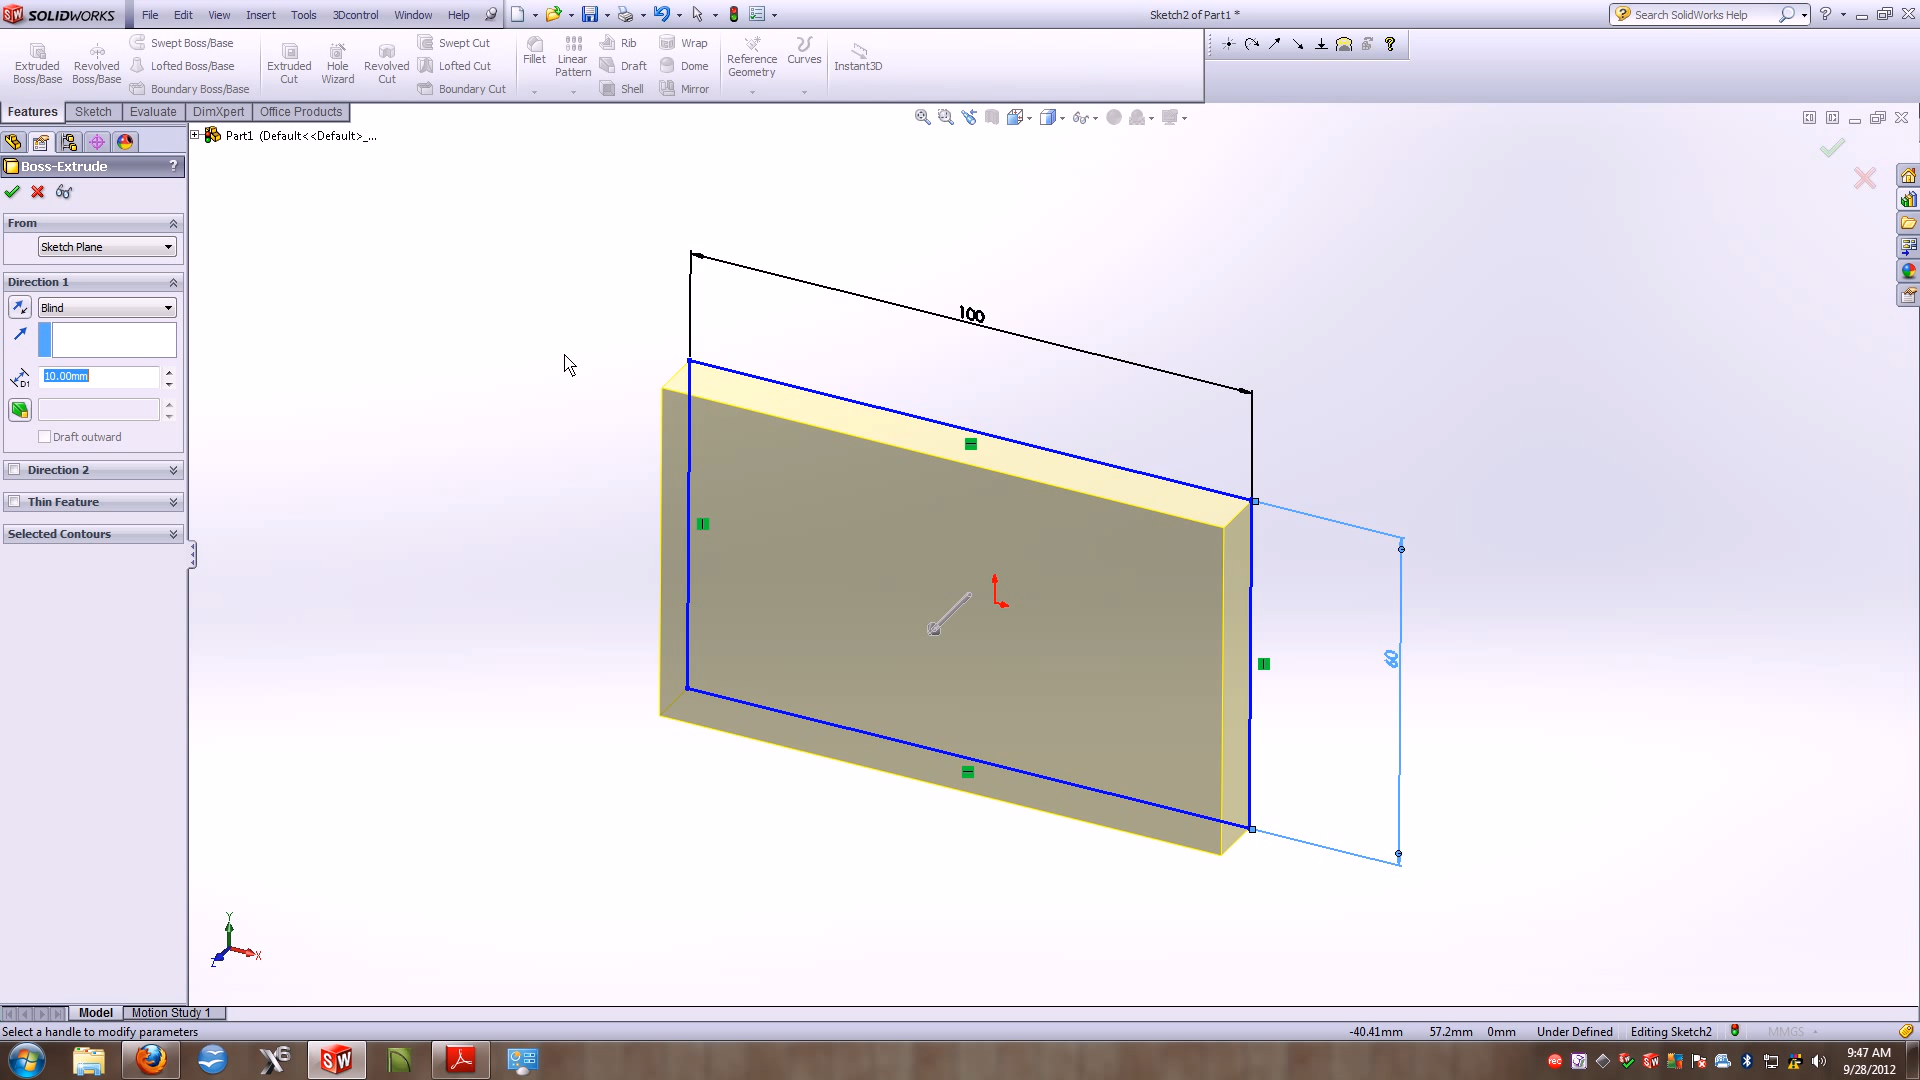 SOLIDWORKS File Edit View Insert Tools 3Dcontrol Window Help Sketch2 of Part1 * Search SolidWorks Help
Extruded Boss/Base
Revolved Boss/Base
Swept Boss/Base
Lofted Boss/Base
Boundary Boss/Base
Extruded Cut
Hole Wizard
Revolved Cut
Swept Cut
Lofted Cut
Boundary Cut
Fillet
Linear Pattern
Rib
Draft
Shell
Wrap
Dome
Mirror
Reference Geometry
Curves
Instant3D
Features Sketch Evaluate DimXpert Office Products
Part1 (Default<<Default>_...
Boss-Extrude ?
From
Sketch Plane
Direction 1
Blind
D1 10.00mm
Draft outward
Direction 2
Thin Feature
Selected Contours
100
60
Y
X
Z
Model Motion Study 1
Select a handle to modify parameters -40.41mm 57.2mm 0mm Under Defined Editing Sketch2 MMGS
X6 SW rec
9:47 AM
9/28/2012